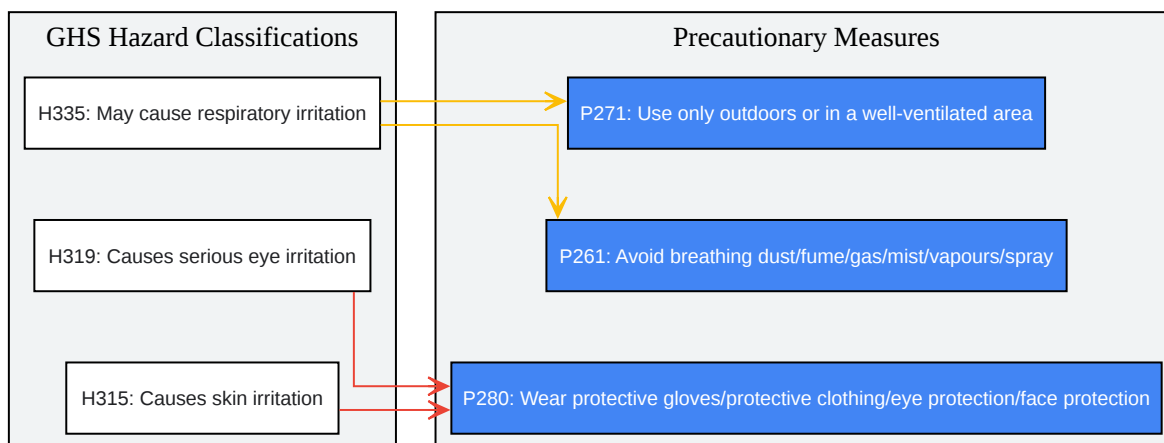 GHS Hazard Classifications
H335: May cause respiratory irritation
H319: Causes serious eye irritation
H315: Causes skin irritation
Precautionary Measures
P271: Use only outdoors or in a well-ventilated area
P261: Avoid breathing dust/fume/gas/mist/vapours/spray
P280: Wear protective gloves/protective clothing/eye protection/face protection